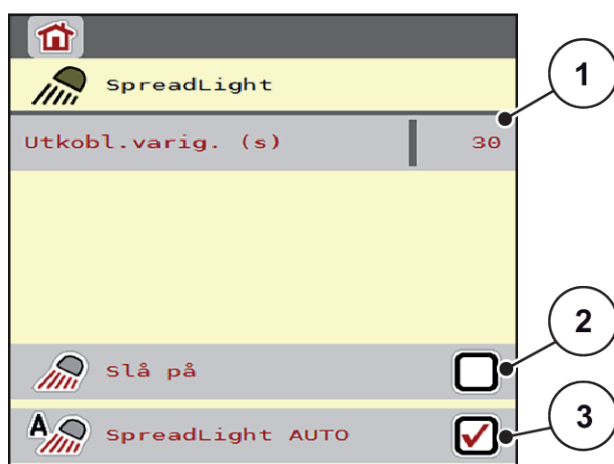 SpreadLight
1
Utkobl.varig. (s) 30
Slå på
2
A
SpreadLight AUTO
3